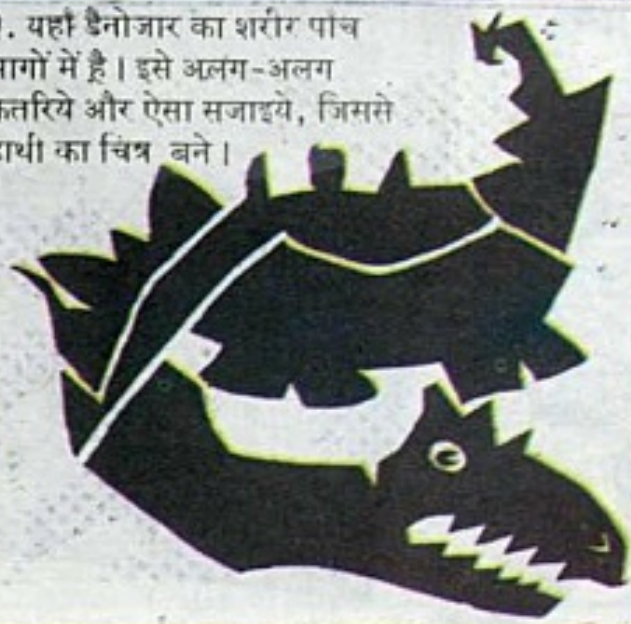 . यहाँ डैनोजार का शरीर पांच
भागों में है। इसे अलग-अलग
कतरिये और ऐसा सजाइये, जिससे
हाथी का चित्र बने।